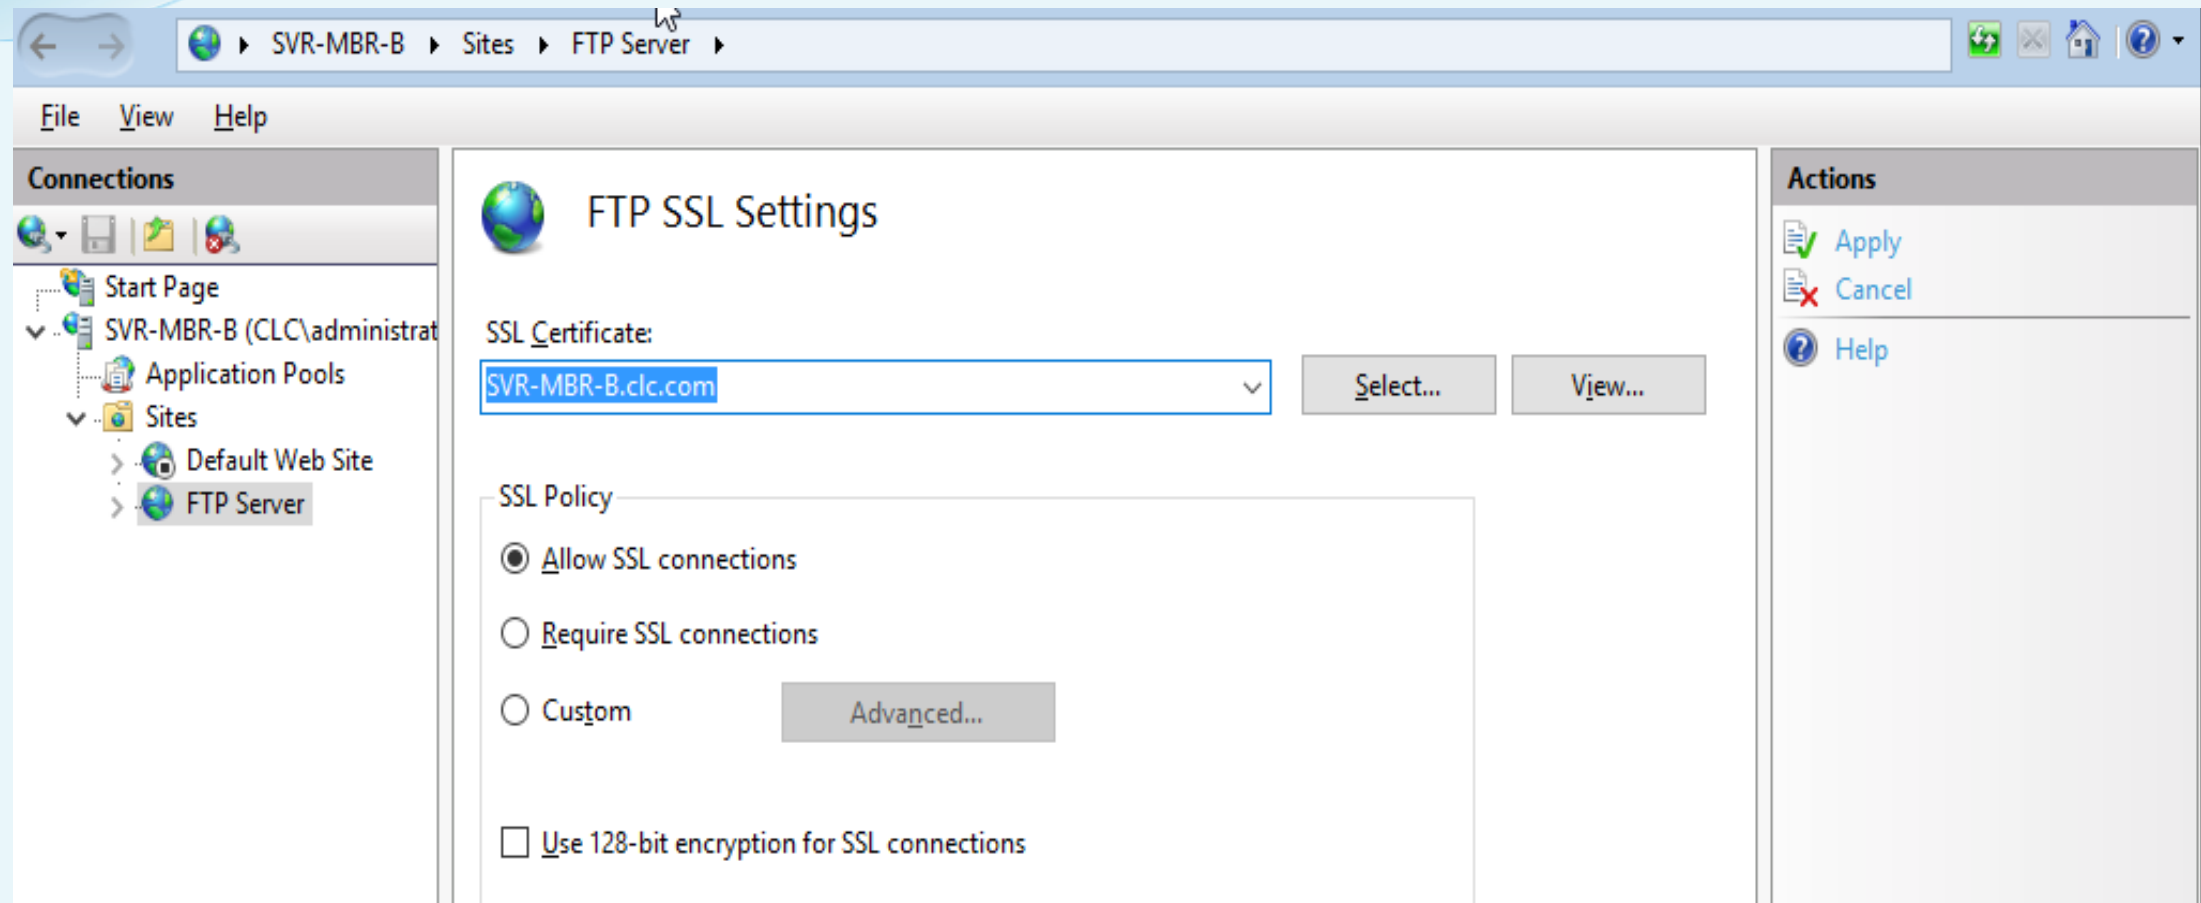 SVR-MBR-B Sites FTP Server
File View Help
Connections
Start Page
SVR-MBR-B (CLC\administrat
Application Pools
Sites
Default Web Site
FTP Server
FTP SSL Settings
SSL Certificate:
SVR-MBR-B.clc.com
Select... View...
SSL Policy
Allow SSL connections
Require SSL connections
Custom Advanced...
Use 128-bit encryption for SSL connections
Actions
Apply
Cancel
Help